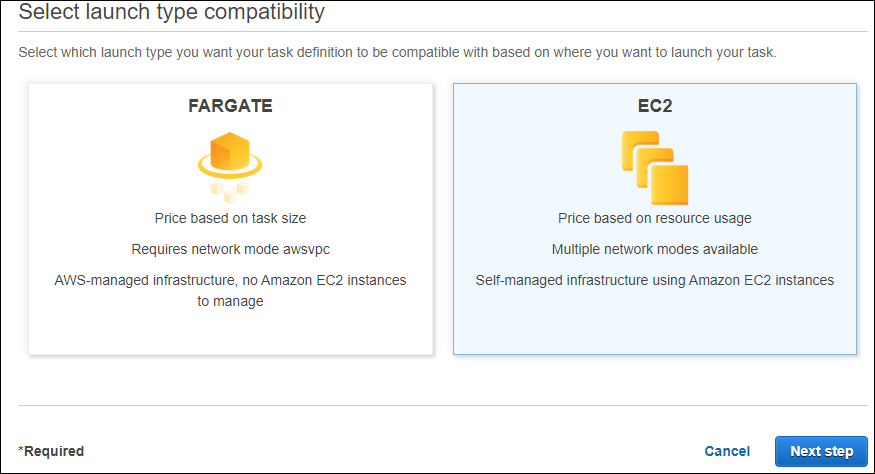 Select launch type compatibility
Select which launch type you want your task definition to be compatible with based on where you want to launch your task.
FARGATE
Price based on task size
Requires network mode awsvpc
AWS-managed infrastructure, no Amazon EC2 instances
to manage
EC2
Price based on resource usage
Multiple network modes available
Self-managed infrastructure using Amazon EC2 instances
*Required
Cancel
Next step